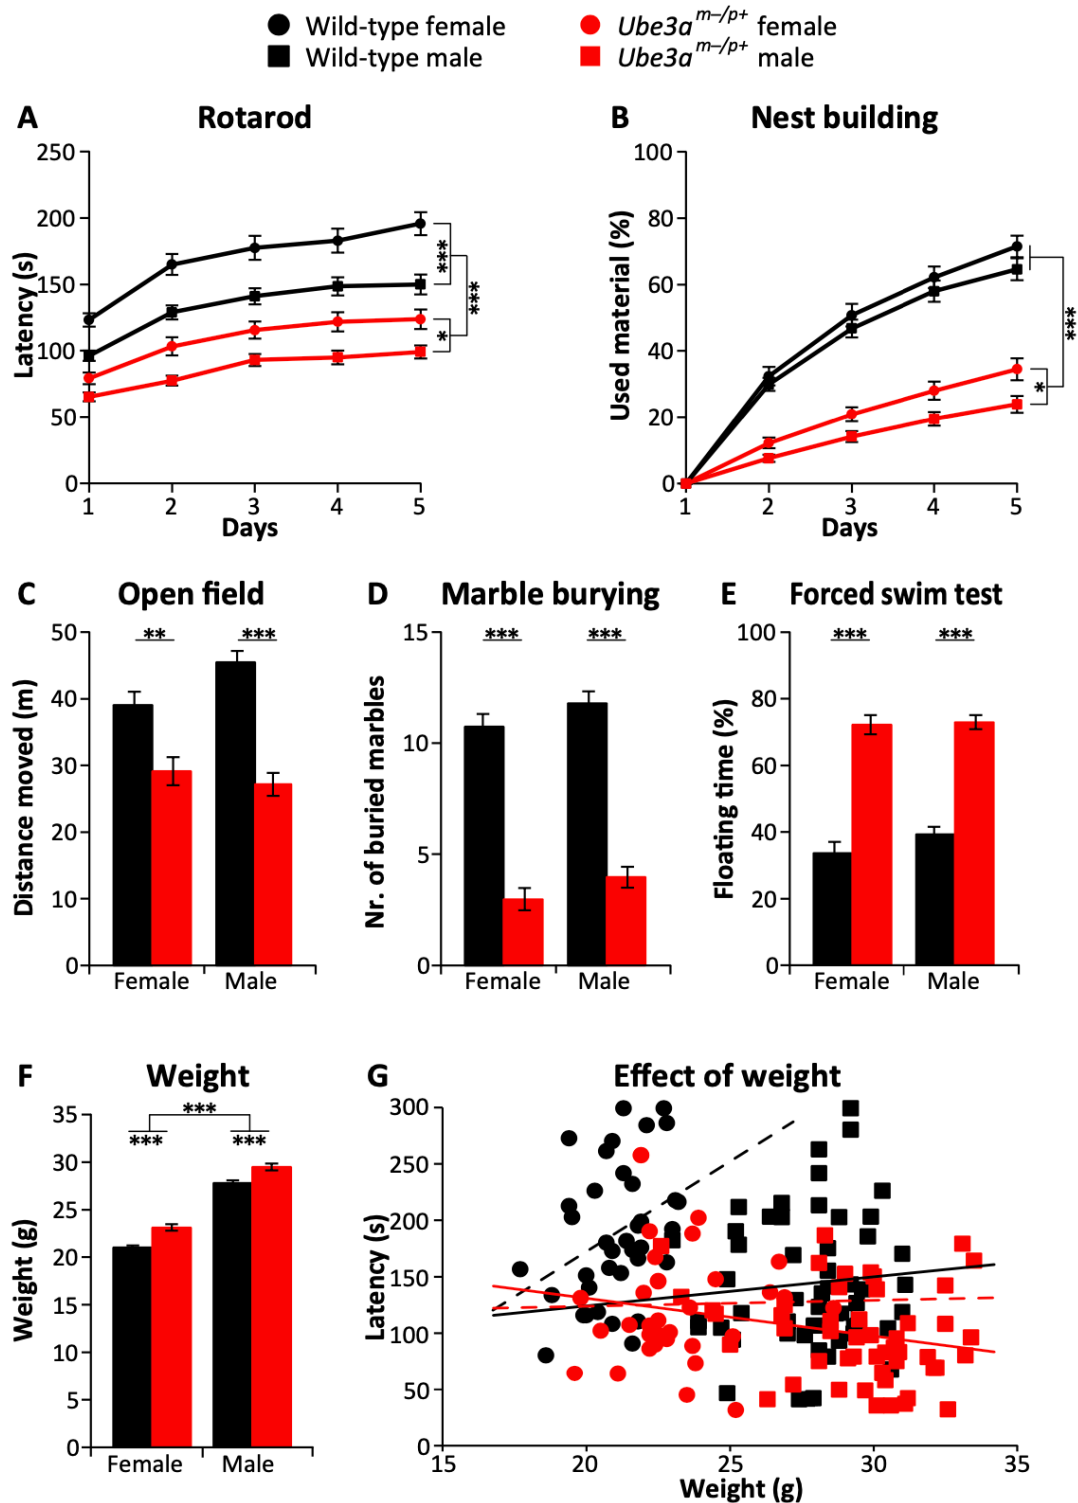 Wild-type female
Ube3a m–/p+ female
Wild-type male
Ube3a m–/p+ male
A Rotarod
250
200
150
100
50
0
1 2 3 4 5
Latency (s)
Days
***
***
*
B Nest building
100
80
60
40
20
0
1 2 3 4 5
Used material (%)
Days
***
*
C Open field
50
40
30
20
10
0
Distance moved (m)
** ***
Female Male
D Marble burying
15
10
5
0
Nr. of buried marbles
*** ***
Female Male
E Forced swim test
100
80
60
40
20
0
Floating time (%)
*** ***
Female Male
F Weight
35
30
25
20
15
10
5
0
Weight (g)
***
*** ***
Female Male
G Effect of weight
300
250
200
150
100
50
0
Latency (s)
15 20 25 30 35
Weight (g)